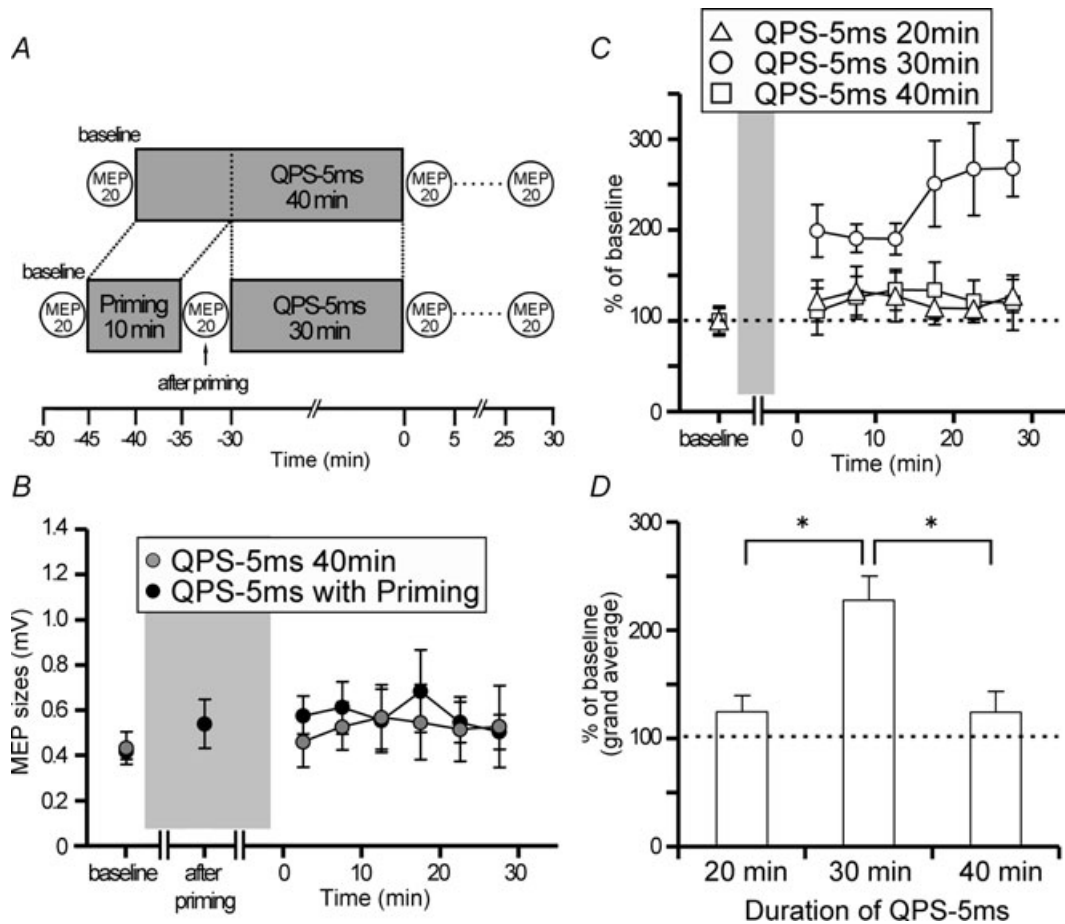 A
baseline
MEP
20
QPS-5ms
40 min
MEP
20
MEP
20
baseline
MEP
20
Priming
10 min
MEP
20
QPS-5ms
30 min
MEP
20
MEP
20
after priming
-50 -45 -40 -35 -30 0 5 25 30
Time (min)
B
MEP sizes (mV)
1.4
1.2
1.0
0.8
0.6
0.4
0.2
0
QPS-5ms 40min
QPS-5ms with Priming
baseline after priming 0 10 20 30
Time (min)
C
QPS-5ms 20min
QPS-5ms 30min
QPS-5ms 40min
% of baseline
300
200
100
0
baseline 0 10 20 30
Time (min)
D
% of baseline
(grand average)
300
200
100
0
* *
20 min 30 min 40 min
Duration of QPS-5ms